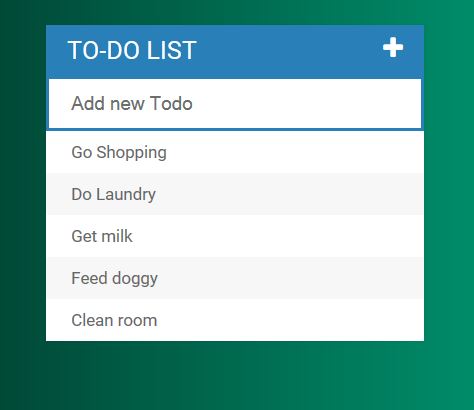 TO-DO LIST
Add new Todo
Go Shopping
Do Laundry
Get milk
Feed doggy
Clean room